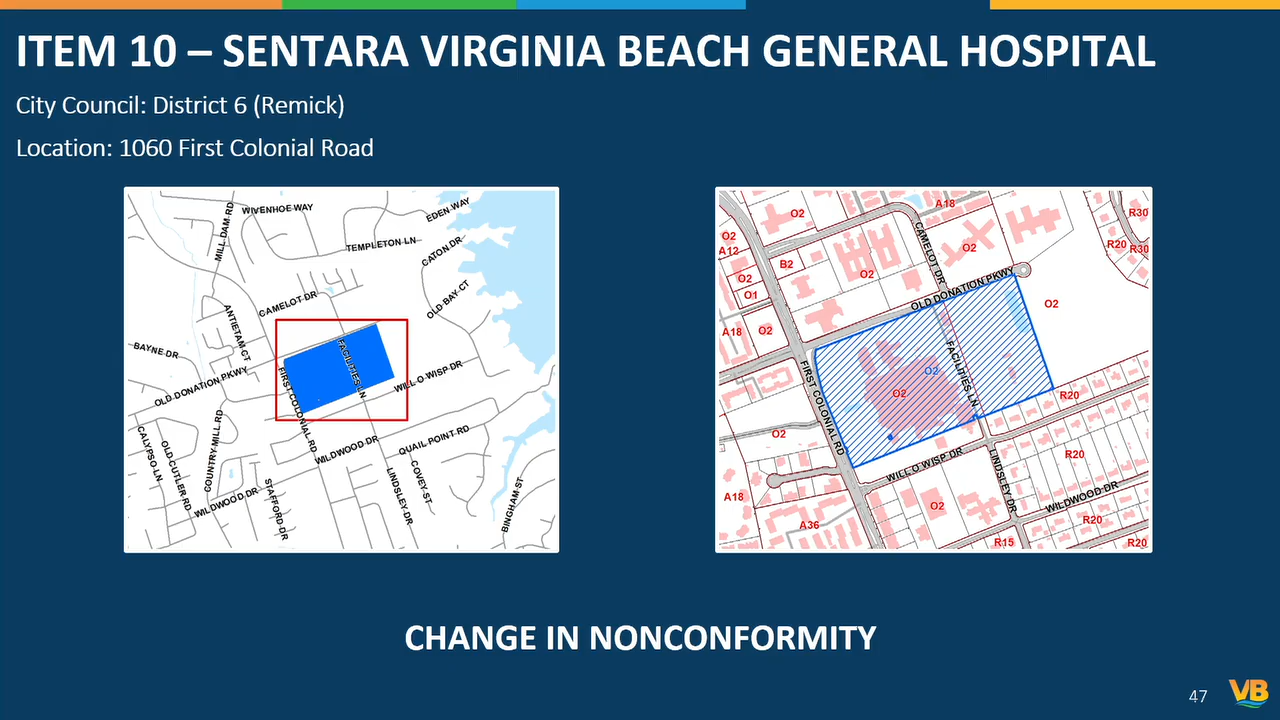 ITEM 10 – SENTARA VIRGINIA BEACH GENERAL HOSPITAL
City Council: District 6 (Remick)
Location: 1060 First Colonial Road
WIVENHOE WAY
EDEN WAY
MILL DAM RD
TEMPLETON LN
CATON DR
CAMELOT DR
OLD BAY CT
ANTIETAM CT
BAYNE DR
FACILITIES LN
OLD DONATION PKWY
WILL O WISP DR
FIRST COLONIAL RD
COUNTRY MILL RD
CALYPSO LN
OLD CUTLER RD
WILDWOOD DR
QUAIL POINT RD
WILDWOOD DR
STAFFORD DR
LINDSLEY DR
COVEY ST
BINGHAM ST
A18
O2
R30
O2
CAMELOT DR
O2
R20
R30
A12
B2
O2
O2
O1
OLD DONATION PKWY
O2
A18
O2
FACILITIES LN
O2
FIRST COLONIAL RD
O2
R20
O2
WILL O WISP DR
R20
LINDSLEY DR
A18
O2
WILDWOOD DR
A36
R20
R15
R20
CHANGE IN NONCONFORMITY
47
VB